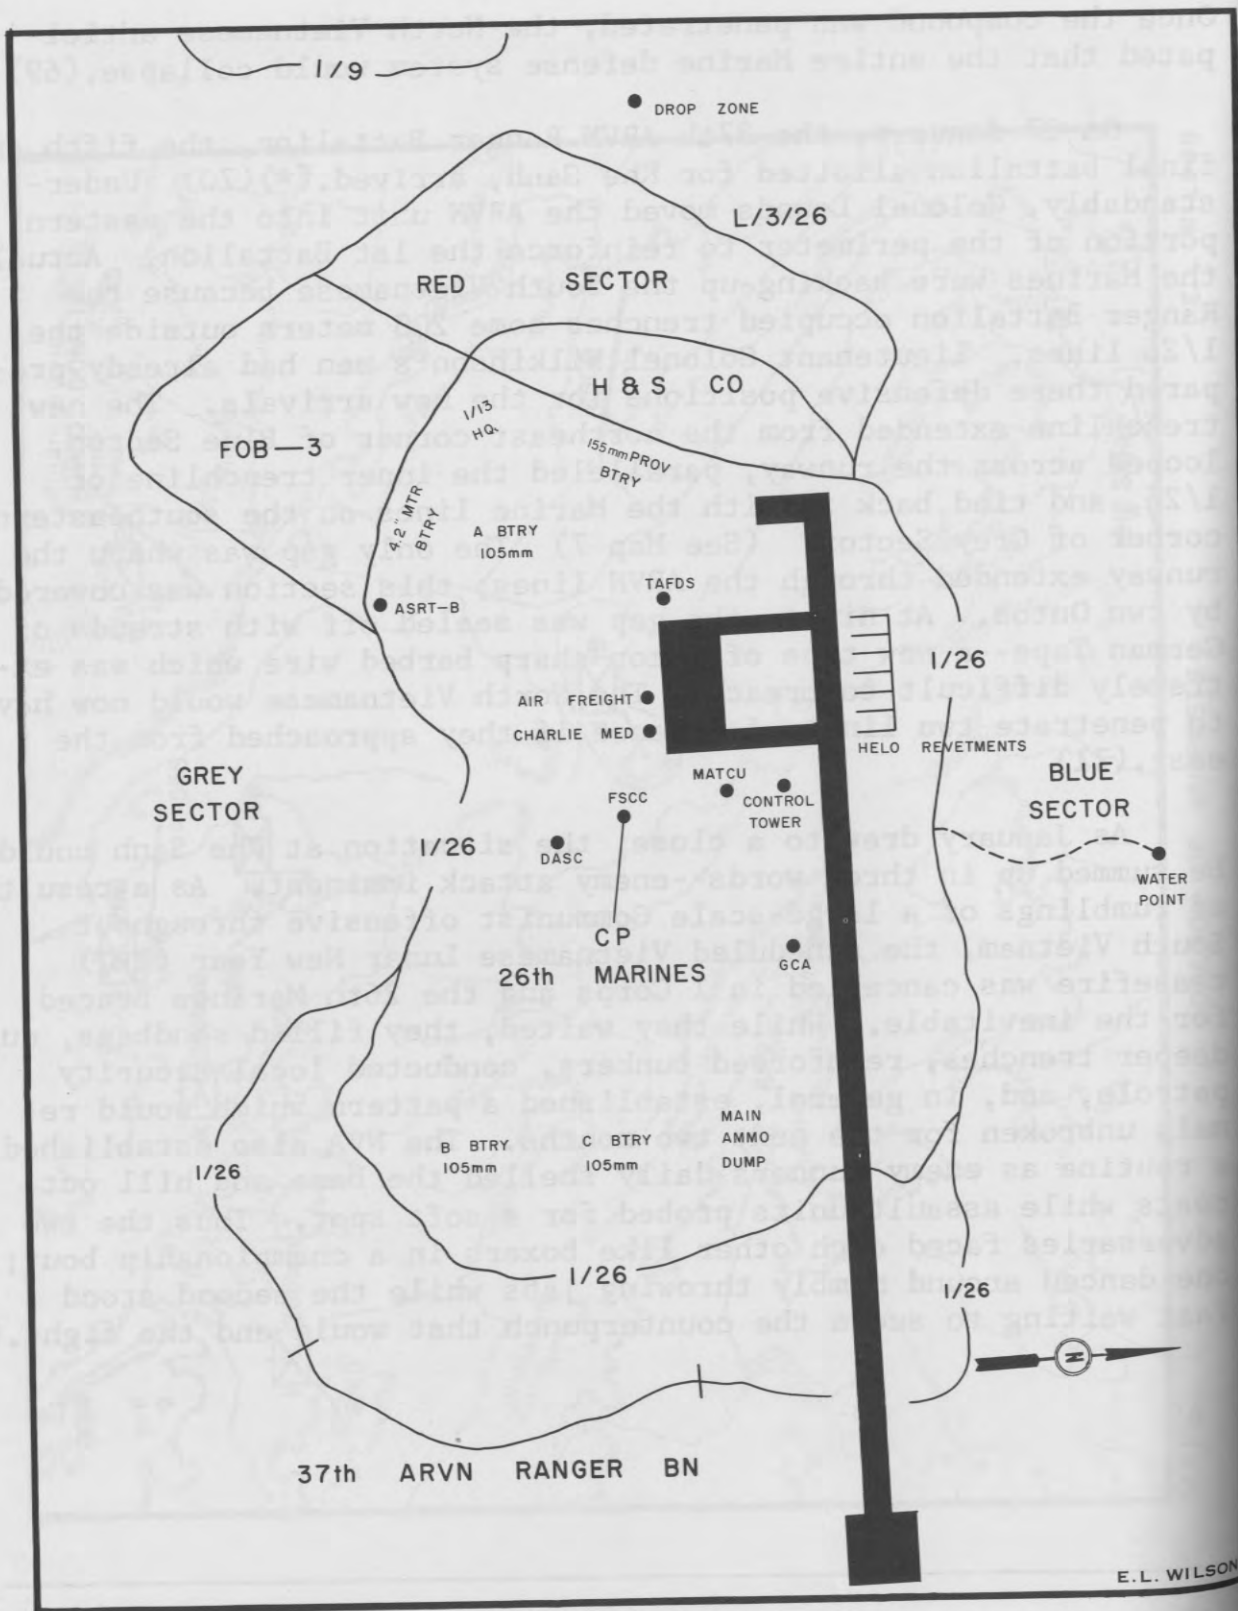 1/9
DROP ZONE
L/3/26
RED SECTOR
H & S CO
1/13
HQ.
155mm PROV
BTRY
FOB—3
4.2" MTR
BTRY
A BTRY
105mm
ASRT-B
TAFDS
1/26
AIR FREIGHT
CHARLIE MED
HELO REVETMENTS
GREY
SECTOR
BLUE
SECTOR
MATCU
CONTROL
TOWER
FSCC
DASC
1/26
WATER
POINT
CP
26th MARINES
GCA
MAIN
AMMO
DUMP
B BTRY
105mm
C BTRY
105mm
1/26
1/26
1/26
N
37th ARVN RANGER BN
E.L. WILSON